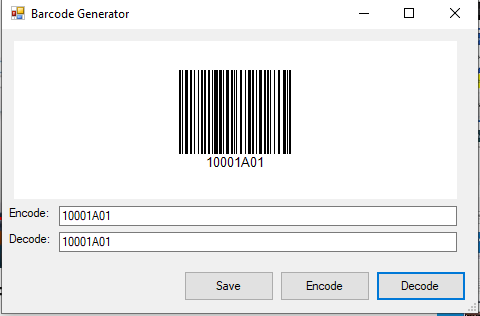 Barcode Generator
10001A01
Encode: 10001A01
Decode: 10001A01
Save Encode Decode